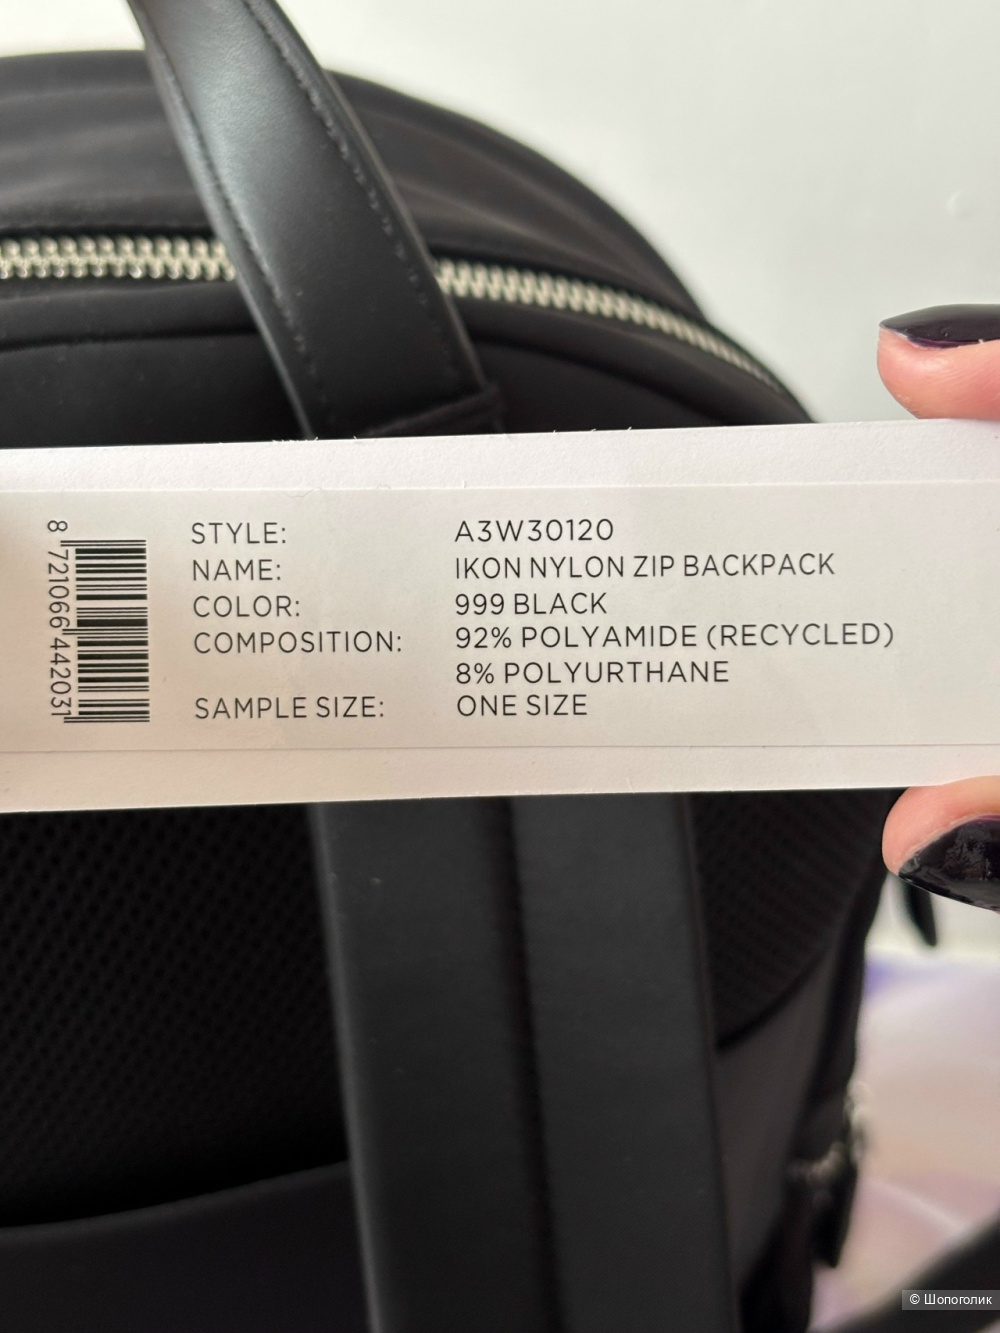 STYLE: A3W30120
NAME: IKON NYLON ZIP BACKPACK
COLOR: 999 BLACK
COMPOSITION: 92% POLYAMIDE (RECYCLED)
8% POLYURTHANE
SAMPLE SIZE: ONE SIZE
8 721066 442031
© Шопоголик